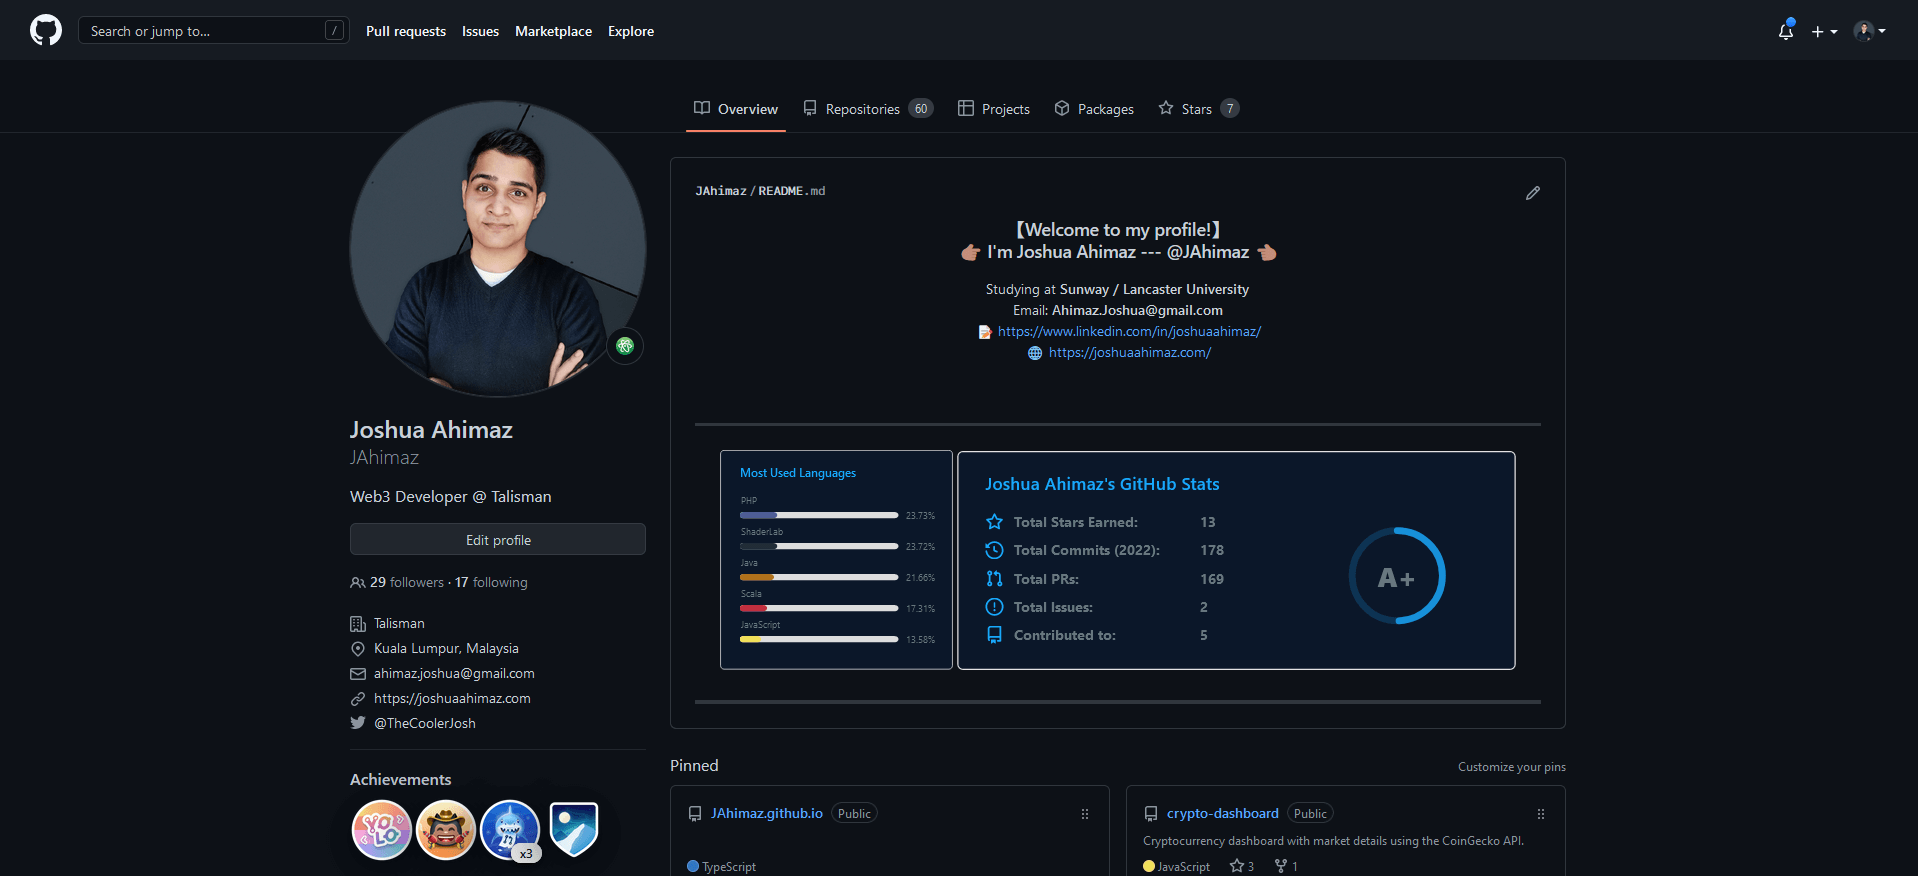 Search or jump to... /
Pull requests Issues Marketplace Explore
Overview Repositories 60 Projects Packages Stars 7
Joshua Ahimaz
JAhimaz
Web3 Developer @ Talisman
Edit profile
29 followers · 17 following
Talisman
Kuala Lumpur, Malaysia
ahimaz.joshua@gmail.com
https://joshuaahimaz.com
@TheCoolerJosh
Achievements
YOLO
x3
JAhimaz/README.md
【Welcome to my profile!】
I'm Joshua Ahimaz --- @JAhimaz
Studying at Sunway / Lancaster University
Email: Ahimaz.Joshua@gmail.com
https://www.linkedin.com/in/joshuaahimaz/
https://joshuaahimaz.com/
Most Used Languages
PHP
23.73%
ShaderLab
23.72%
Java
21.66%
Scala
17.31%
JavaScript
13.58%
Joshua Ahimaz's GitHub Stats
Total Stars Earned: 13
Total Commits (2022): 178
Total PRs: 169
Total Issues: 2
Contributed to: 5
A+
Pinned
Customize your pins
JAhimaz.github.io Public
TypeScript
crypto-dashboard Public
Cryptocurrency dashboard with market details using the CoinGecko API.
JavaScript 3 1